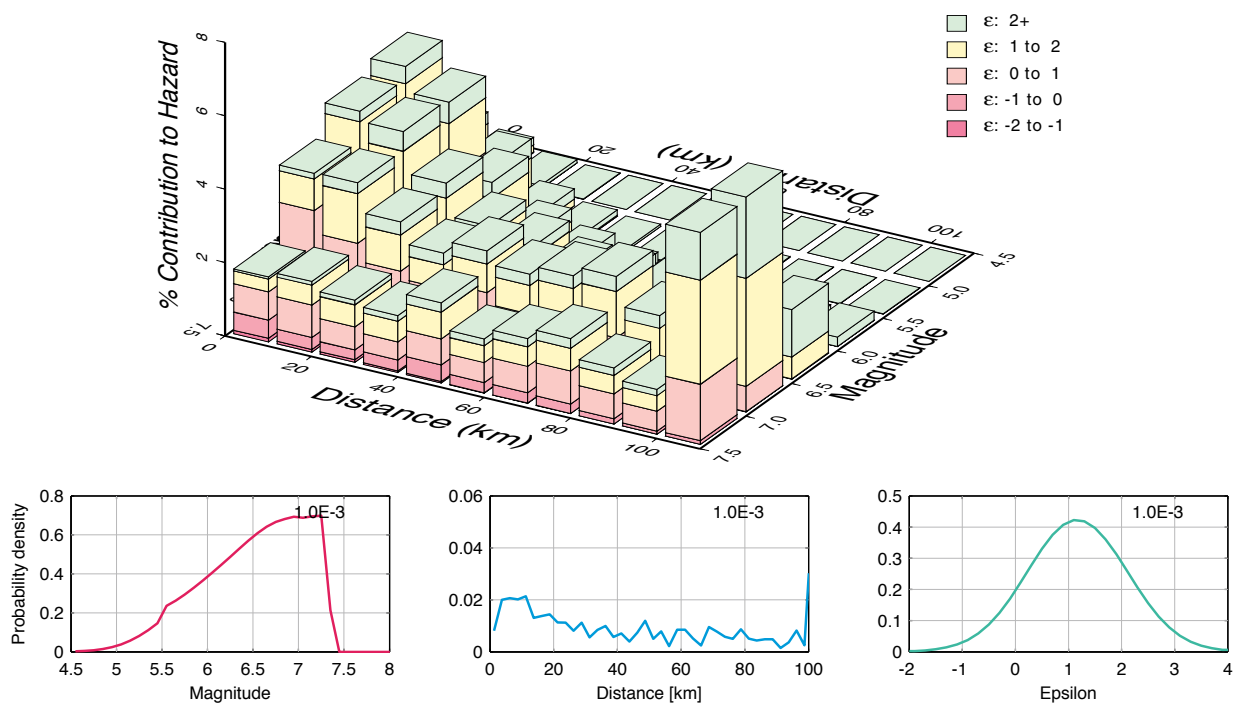 ε: 2+
ε: 1 to 2
ε: 0 to 1
ε: -1 to 0
ε: -2 to -1
% Contribution to Hazard
8
6
4
2
0 20 40 80 100
Distance (km)
4.5
5.0
5.5
6.0
6.5
7.0
7.5
Magnitude
7.5
0 20 40 60 80 100
Distance (km)
Probability density
0.8
0.6
0.4
0.2
0
1.0E-3
4.5 5 5.5 6 6.5 7 7.5 8
Magnitude
0.06
0.04
0.02
0
1.0E-3
0 20 40 60 80 100
Distance [km]
0.5
0.4
0.3
0.2
0.1
0
1.0E-3
-2 -1 0 1 2 3 4
Epsilon